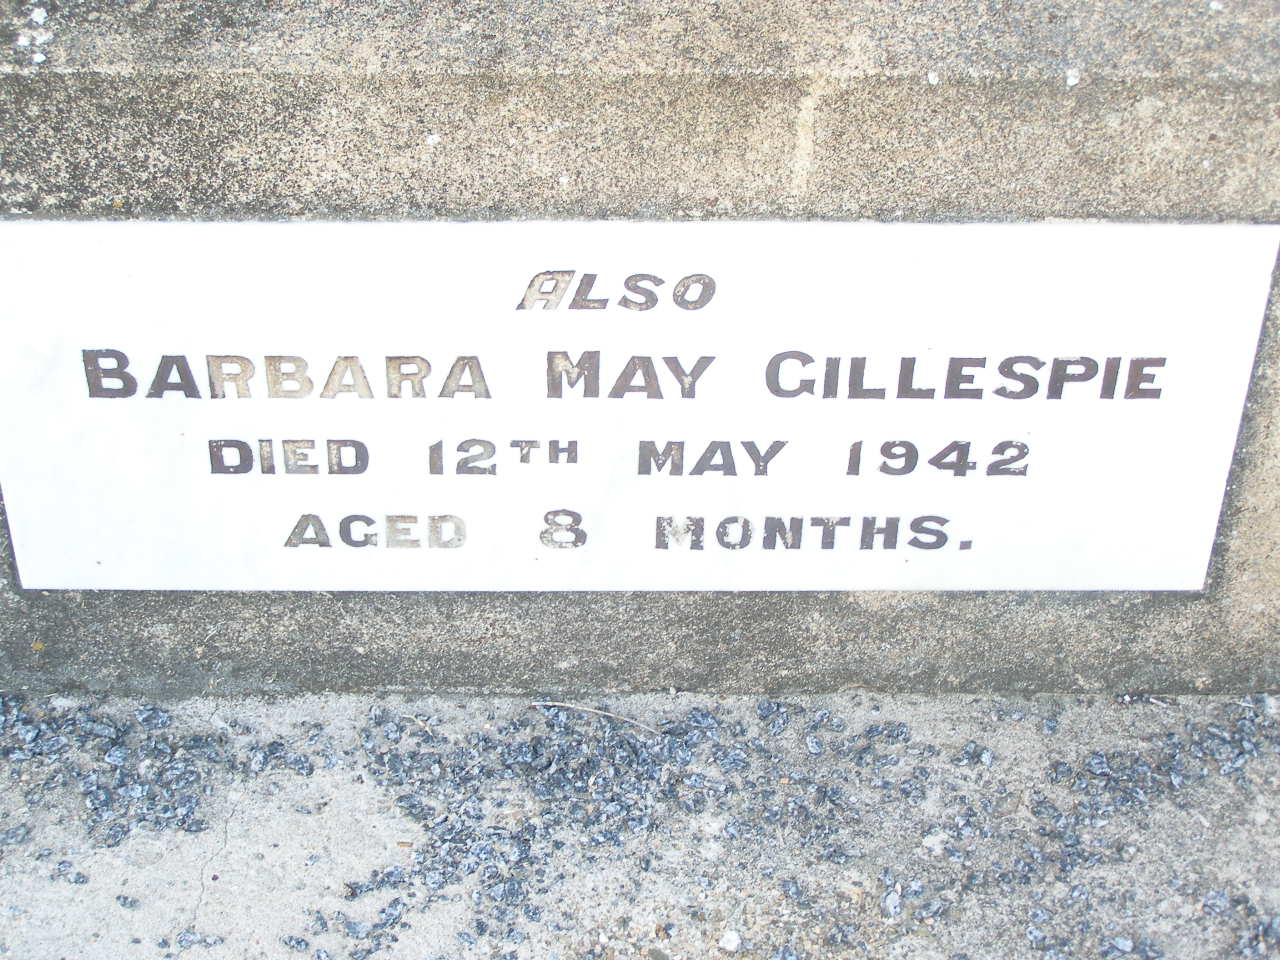 ALSO
BARBARA MAY GILLESPIE
DIED 12TH MAY 1942
AGED 8 MONTHS.